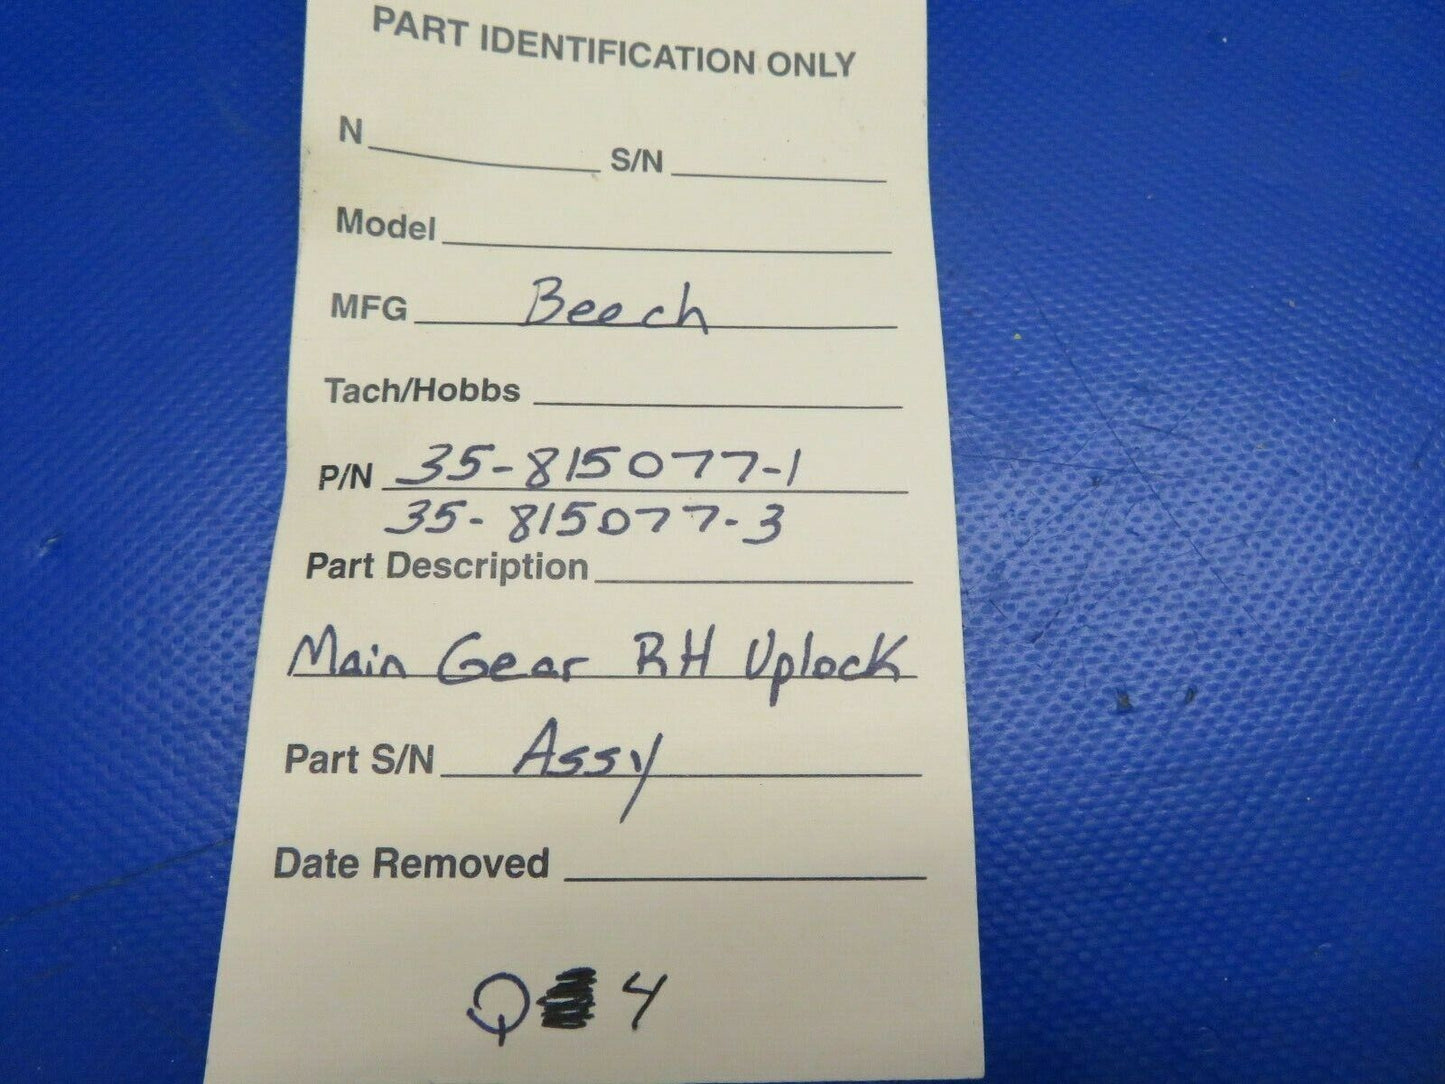 PART IDENTIFICATION ONLY
N S/N
Model
MFG Beech
Tach/Hobbs
P/N 35-815077-1
35-815077-3
Part Description
Main Gear RH Uplock
Part S/N Assy
Date Removed
Q 4